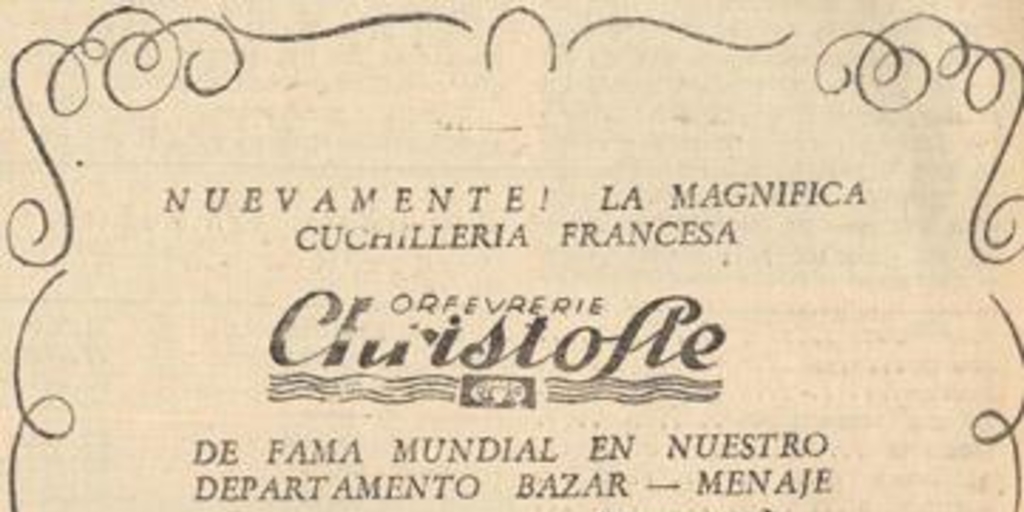 NUEVAMENTE! LA MAGNIFICA
CUCHILLERIA FRANCESA
ORFEVRERIE
Christofle
DE FAMA MUNDIAL EN NUESTRO
DEPARTAMENTO BAZAR — MENAJE